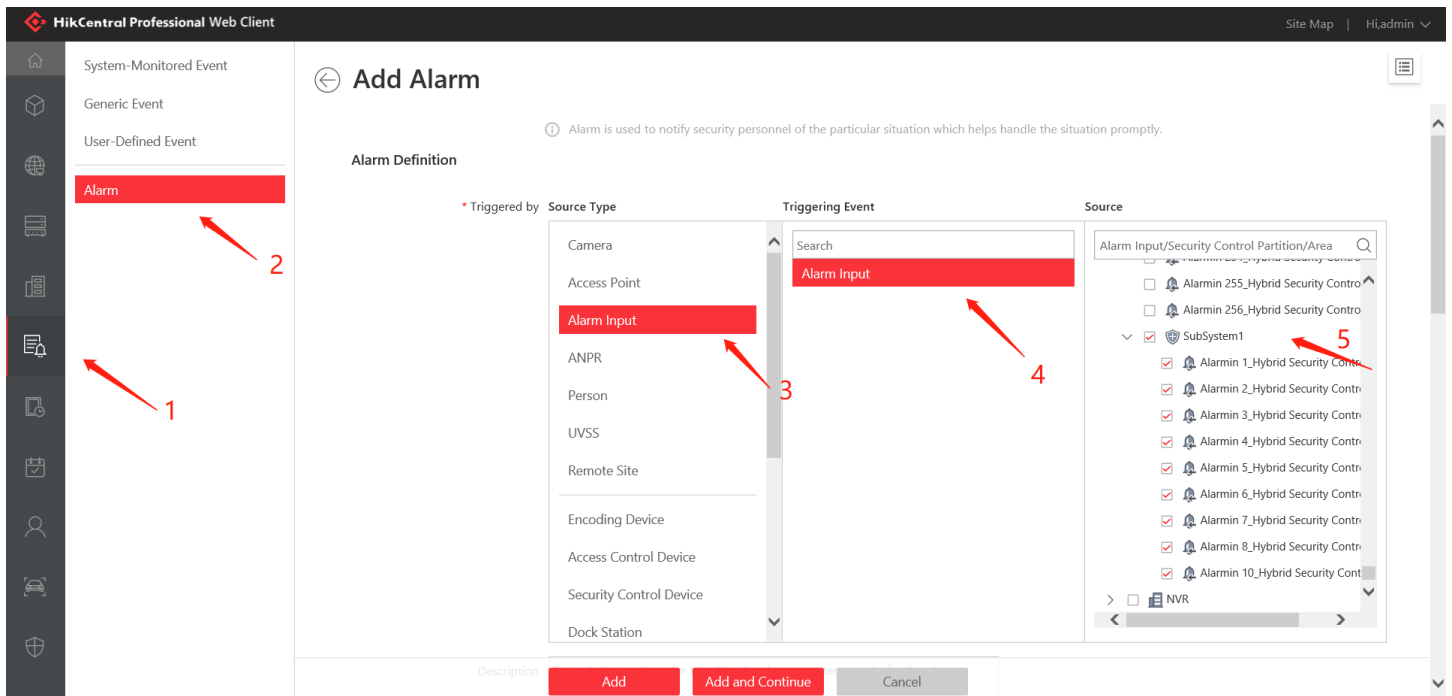 HikCentral Professional Web Client
Site Map | Hi,admin
System-Monitored Event
Generic Event
User-Defined Event
Alarm
Add Alarm
Alarm is used to notify security personnel of the particular situation which helps handle the situation promptly.
Alarm Definition
* Triggered by
Source Type
Camera
Access Point
Alarm Input
ANPR
Person
UVSS
Remote Site
Encoding Device
Access Control Device
Security Control Device
Dock Station
Triggering Event
Search
Alarm Input
Source
Alarm Input/Security Control Partition/Area
Alarmin 255_Hybrid Security Contro
Alarmin 256_Hybrid Security Contro
SubSystem1
Alarmin 1_Hybrid Security Contr
Alarmin 2_Hybrid Security Contr
Alarmin 3_Hybrid Security Contr
Alarmin 4_Hybrid Security Contr
Alarmin 5_Hybrid Security Contr
Alarmin 6_Hybrid Security Contr
Alarmin 7_Hybrid Security Contr
Alarmin 8_Hybrid Security Contr
Alarmin 10_Hybrid Security Cont
NVR
1
2
3
4
5
Description
Add
Add and Continue
Cancel